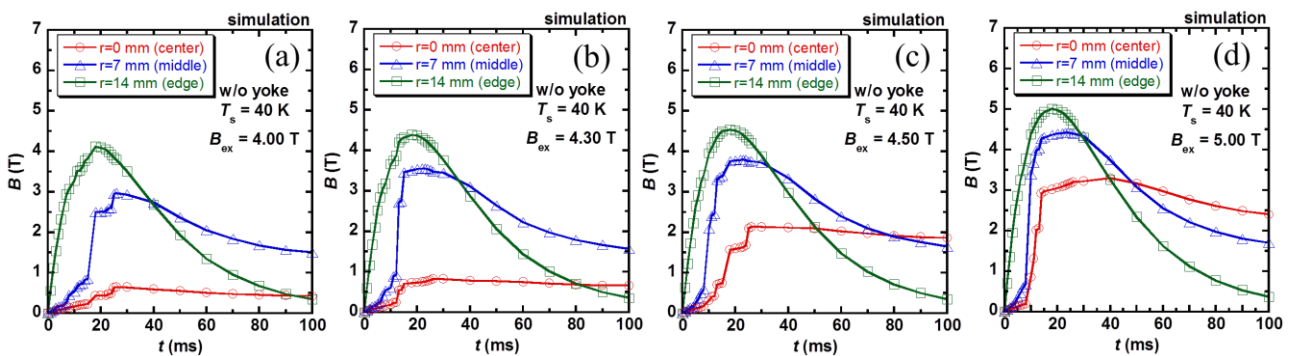 simulation
(a)
r=0 mm (center)
r=7 mm (middle)
r=14 mm (edge)
w/o yoke
T_s = 40 K
B_ex = 4.00 T
B (T)
7
6
5
4
3
2
1
0
0 20 40 60 80 100
t (ms)
simulation
(b)
r=0 mm (center)
r=7 mm (middle)
r=14 mm (edge)
w/o yoke
T_s = 40 K
B_ex = 4.30 T
B (T)
7
6
5
4
3
2
1
0
0 20 40 60 80 100
t (ms)
simulation
(c)
r=0 mm (center)
r=7 mm (middle)
r=14 mm (edge)
w/o yoke
T_s = 40 K
B_ex = 4.50 T
B (T)
7
6
5
4
3
2
1
0
0 20 40 60 80 100
t (ms)
simulation
(d)
r=0 mm (center)
r=7 mm (middle)
r=14 mm (edge)
w/o yoke
T_s = 40 K
B_ex = 5.00 T
B (T)
7
6
5
4
3
2
1
0
0 20 40 60 80 100
t (ms)